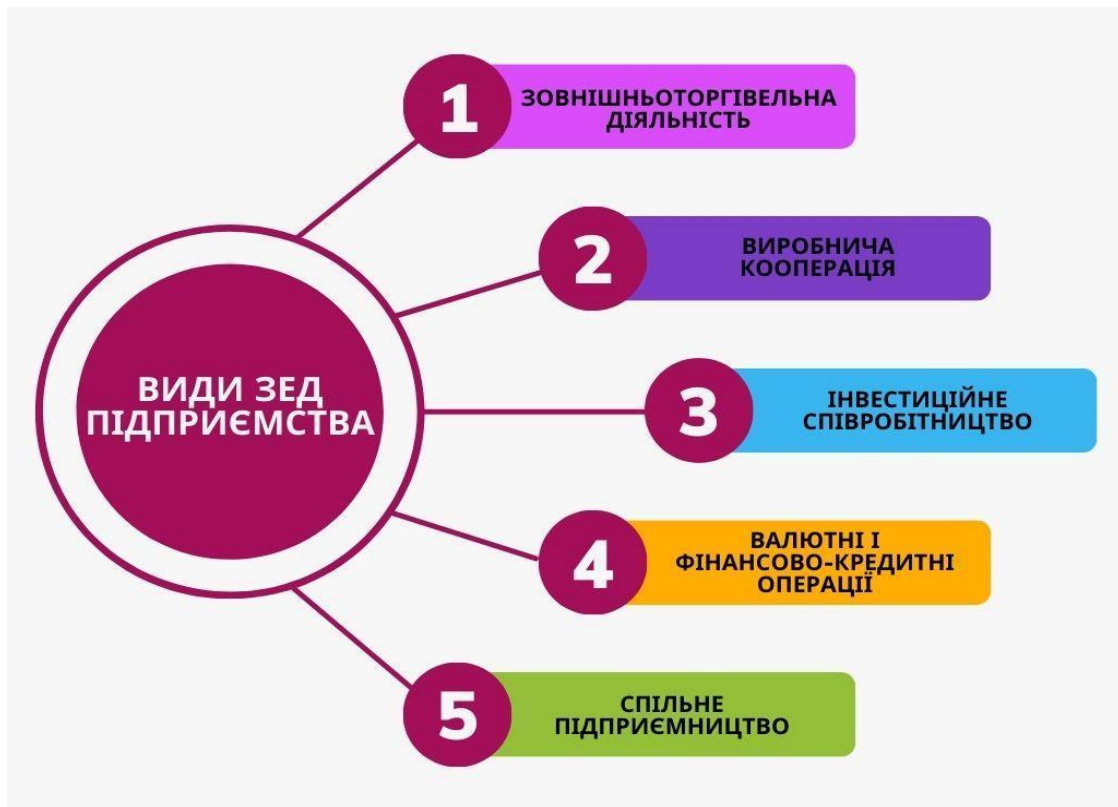 ВИДИ ЗЕД
ПІДПРИЄМСТВА
1
ЗОВНІШНЬОТОРГІВЕЛЬНА
ДІЯЛЬНІСТЬ
2
ВИРОБНИЧА
КООПЕРАЦІЯ
3
ІНВЕСТИЦІЙНЕ
СПІВРОБІТНИЦТВО
4
ВАЛЮТНІ І
ФІНАНСОВО-КРЕДИТНІ
ОПЕРАЦІЇ
5
СПІЛЬНЕ
ПІДПРИЄМНИЦТВО